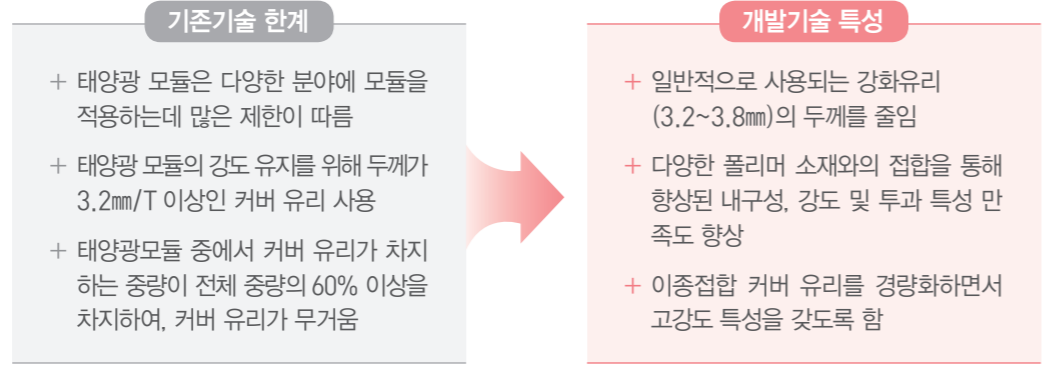 기존기술 한계
+ 태양광 모듈은 다양한 분야에 모듈을
적용하는데 많은 제한이 따름
+ 태양광 모듈의 강도 유지를 위해 두께가
3.2㎜/T 이상인 커버 유리 사용
+ 태양광모듈 중에서 커버 유리가 차지
하는 중량이 전체 중량의 60% 이상을
차지하여, 커버 유리가 무거움
개발기술 특성
+ 일반적으로 사용되는 강화유리
(3.2~3.8㎜)의 두께를 줄임
+ 다양한 폴리머 소재와의 접합을 통해
향상된 내구성, 강도 및 투과 특성 만
족도 향상
+ 이종접합 커버 유리를 경량화하면서
고강도 특성을 갖도록 함